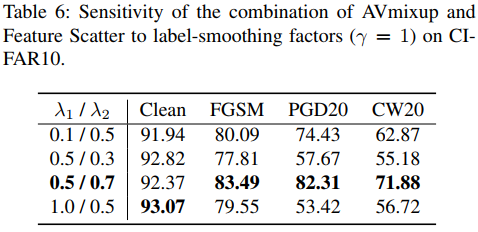 Table 6: Sensitivity of the combination of AVmixup and
Feature Scatter to label-smoothing factors (γ = 1) on CI-
FAR10.
λ1 / λ2 Clean FGSM PGD20 CW20
0.1 / 0.5 91.94 80.09 74.43 62.87
0.5 / 0.3 92.82 77.81 57.67 55.18
0.5 / 0.7 92.37 83.49 82.31 71.88
1.0 / 0.5 93.07 79.55 53.42 56.72